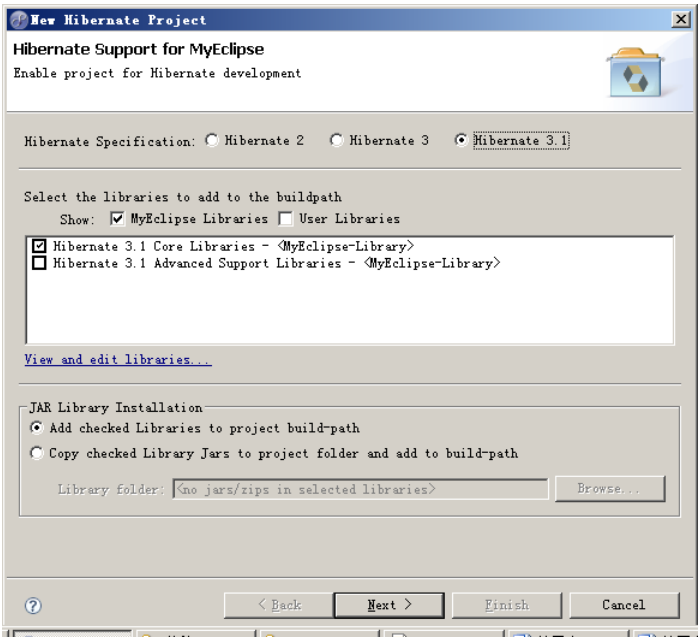 New Hibernate Project
Hibernate Support for MyEclipse
Enable project for Hibernate development
Hibernate Specification: Hibernate 2 Hibernate 3 Hibernate 3.1
Select the libraries to add to the buildpath
Show: MyEclipse Libraries User Libraries
Hibernate 3.1 Core Libraries - <MyEclipse-Library>
Hibernate 3.1 Advanced Support Libraries - <MyEclipse-Library>
View and edit libraries...
JAR Library Installation
Add checked Libraries to project build-path
Copy checked Library Jars to project folder and add to build-path
Library folder: <no jars/zips in selected libraries> Browse...
< Back Next > Finish Cancel